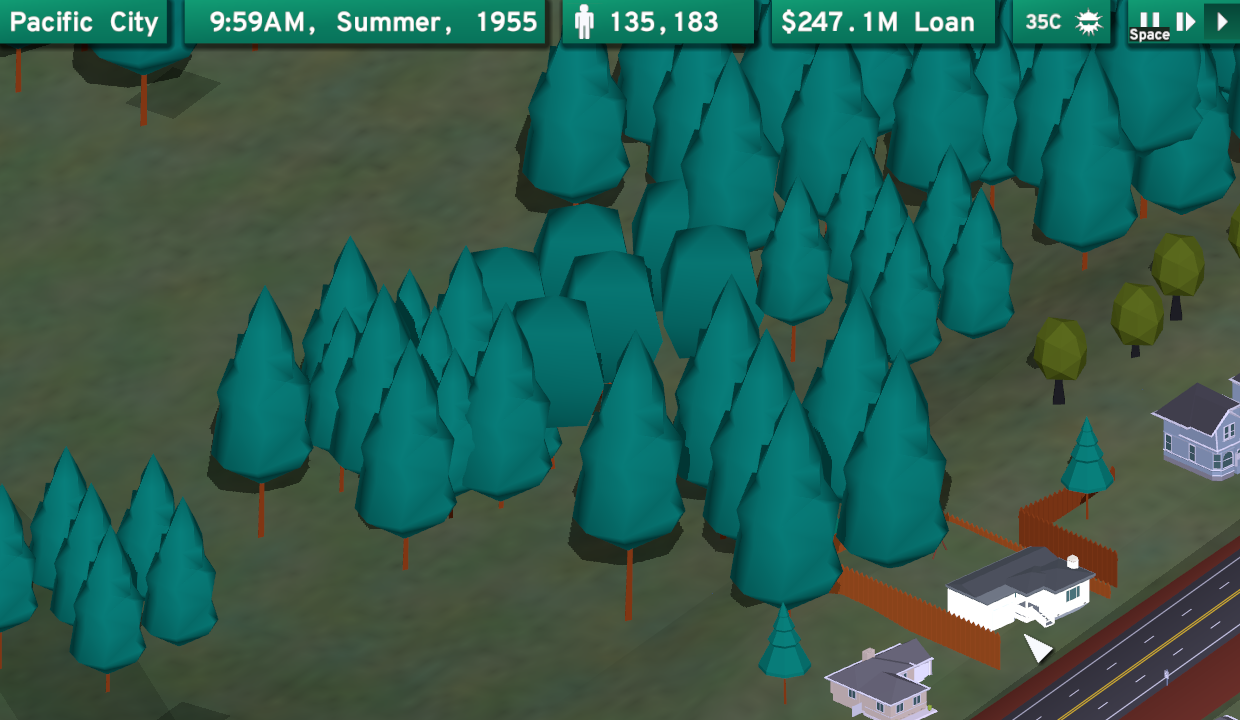 Pacific City
9:59AM, Summer, 1955
135,183
$247.1M Loan
35C
Space